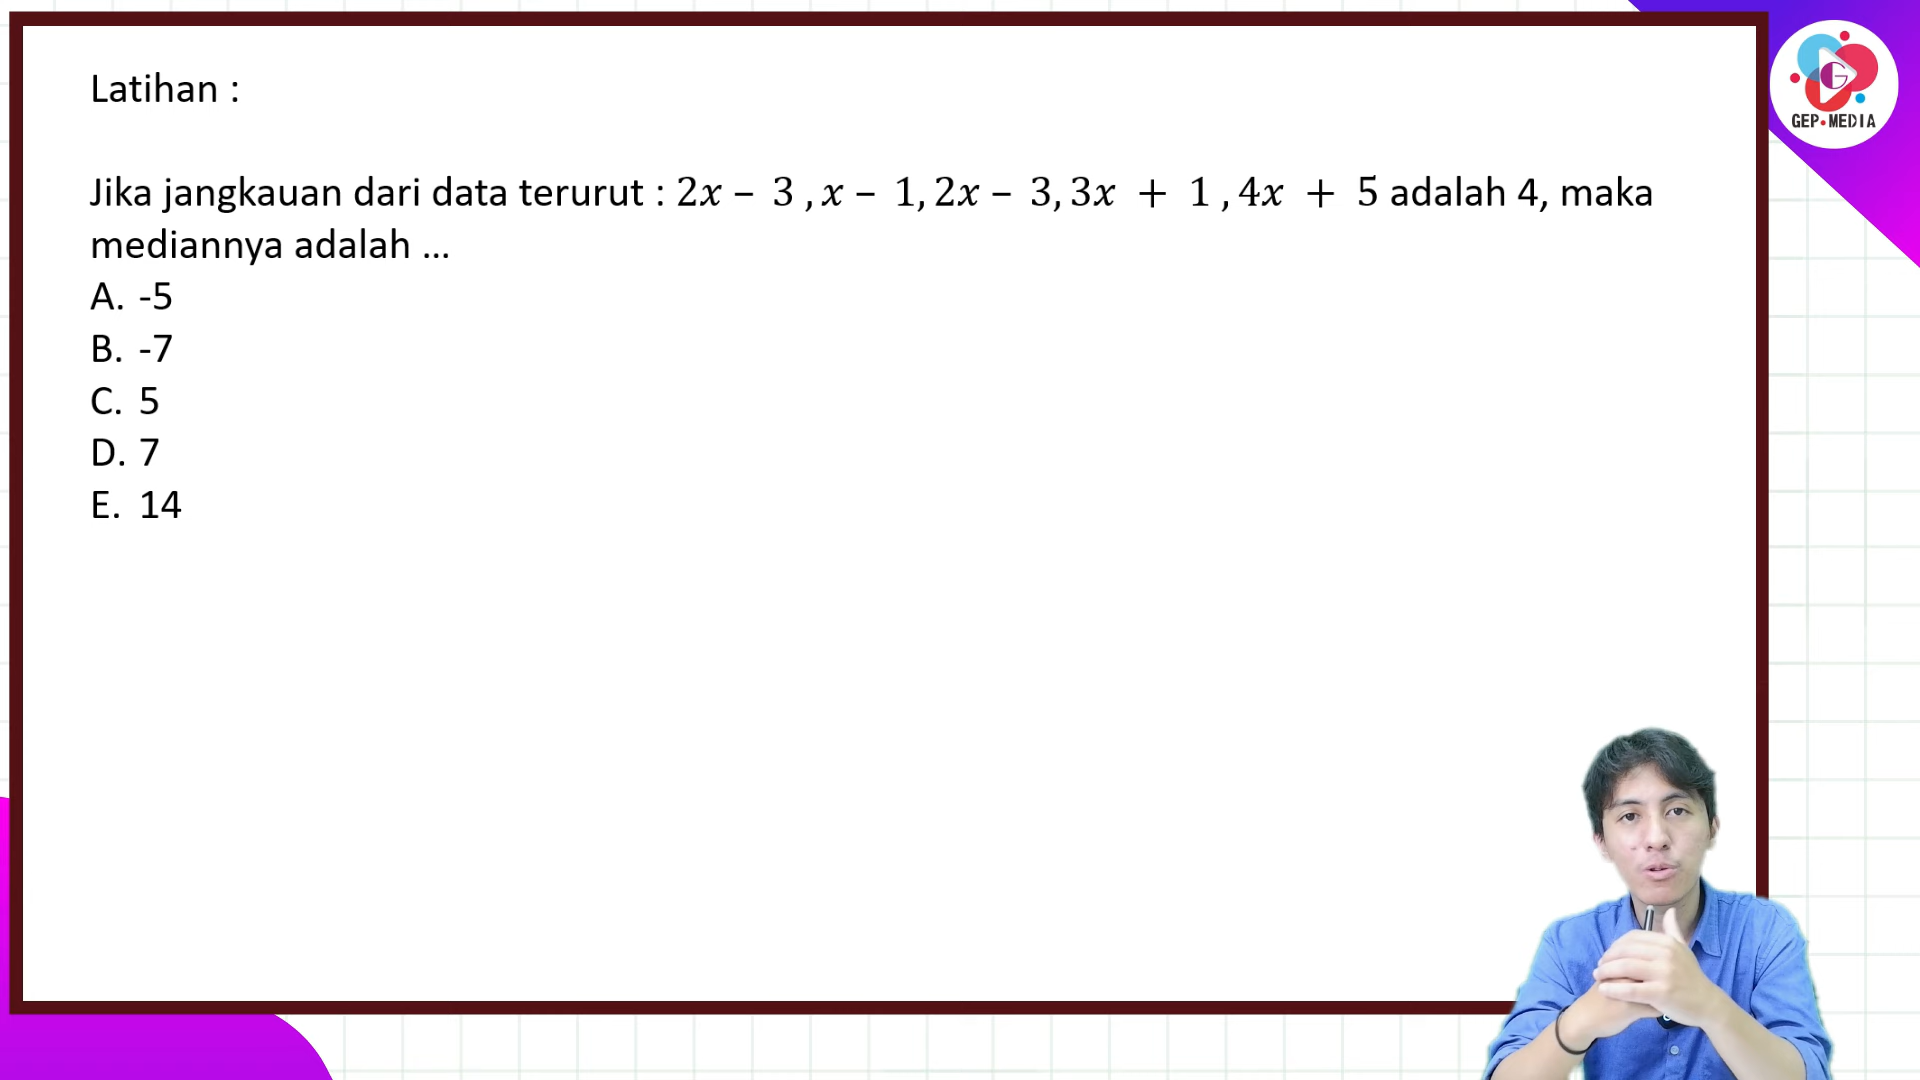 GEP•MEDIA
Latihan :
Jika jangkauan dari data terurut : 2x – 3 , x – 1, 2x – 3, 3x + 1 , 4x + 5 adalah 4, maka
mediannya adalah ...
A. -5
B. -7
C. 5
D. 7
E. 14